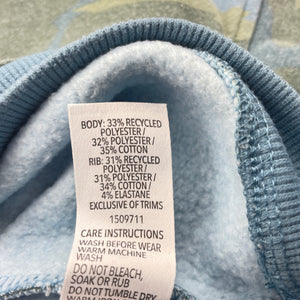 BODY: 33% RECYCLED
POLYESTER /
32% POLYESTER /
35% COTTON
RIB: 31% RECYCLED
POLYESTER /
31% POLYESTER /
34% COTTON
/ 4% ELASTANE
EXCLUSIVE OF TRIMS
1509711
CARE INSTRUCTIONS
WASH BEFORE WEAR
WARM MACHINE
WASH
DO NOT BLEACH,
SOAK OR RUB
DO NOT TUMBLE DRY